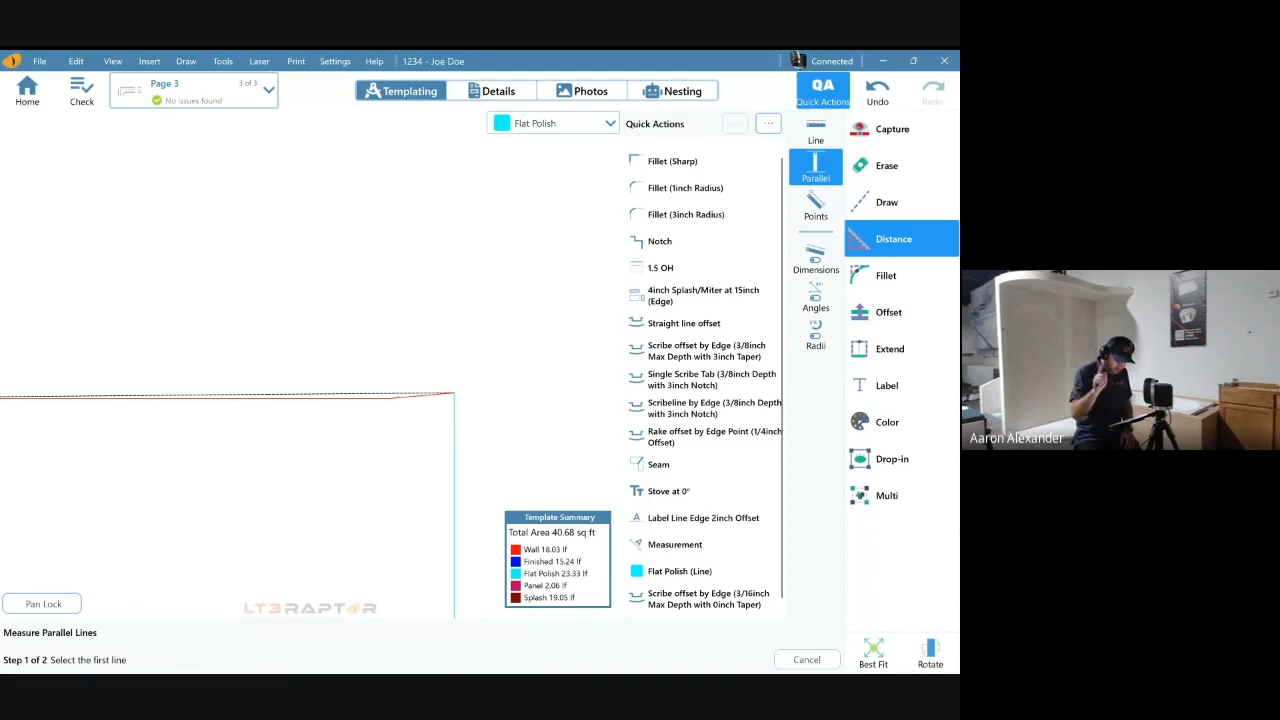 File Edit View Insert Draw Tools Laser Print Settings Help 1234 - Joe Doe Connected
Home
Check
Page 3
3 of 3
No issues found
Templating
Details
Photos
Nesting
QA
Quick Actions
Undo
Redo
Flat Polish
Quick Actions
...
Fillet (Sharp)
Fillet (1inch Radius)
Fillet (3inch Radius)
Notch
1.5 OH
4inch Splash/Miter at 15inch
(Edge)
Straight line offset
Scribe offset by Edge (3/8inch
Max Depth with 3inch Taper)
Single Scribe Tab (3/8inch Depth
with 3inch Notch)
Scribeline by Edge (3/8inch Depth
with 3inch Notch)
Rake offset by Edge Point (1/4inch
Offset)
Seam
Stove at 0°
Label Line Edge 2inch Offset
Measurement
Flat Polish (Line)
Scribe offset by Edge (3/16inch
Max Depth with 0inch Taper)
Line
Parallel
Points
Dimensions
Angles
Radii
Capture
Erase
Draw
Distance
Fillet
Offset
Extend
Label
Color
Drop-in
Multi
Best Fit
Rotate
Template Summary
Total Area 40.68 sq ft
Wall 18.03 lf
Finished 15.24 lf
Flat Polish 23.33 lf
Panel 2.06 lf
Splash 19.05 lf
Pan Lock
LT3RAPTOR
Measure Parallel Lines
Step 1 of 2 Select the first line
Cancel
Aaron Alexander